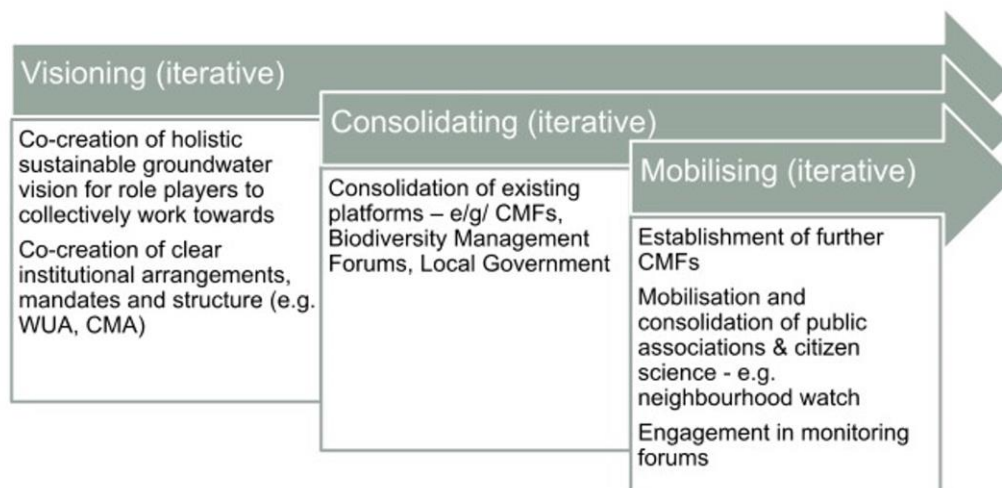 Visioning (iterative)
Co-creation of holistic
sustainable groundwater
vision for role players to
collectively work towards
Co-creation of clear
institutional arrangements,
mandates and structure (e.g.
WUA, CMA)
Consolidating (iterative)
Consolidation of existing
platforms – e/g/ CMFs,
Biodiversity Management
Forums, Local Government
Mobilising (iterative)
Establishment of further
CMFs
Mobilisation and
consolidation of public
associations & citizen
science - e.g.
neighbourhood watch
Engagement in monitoring
forums